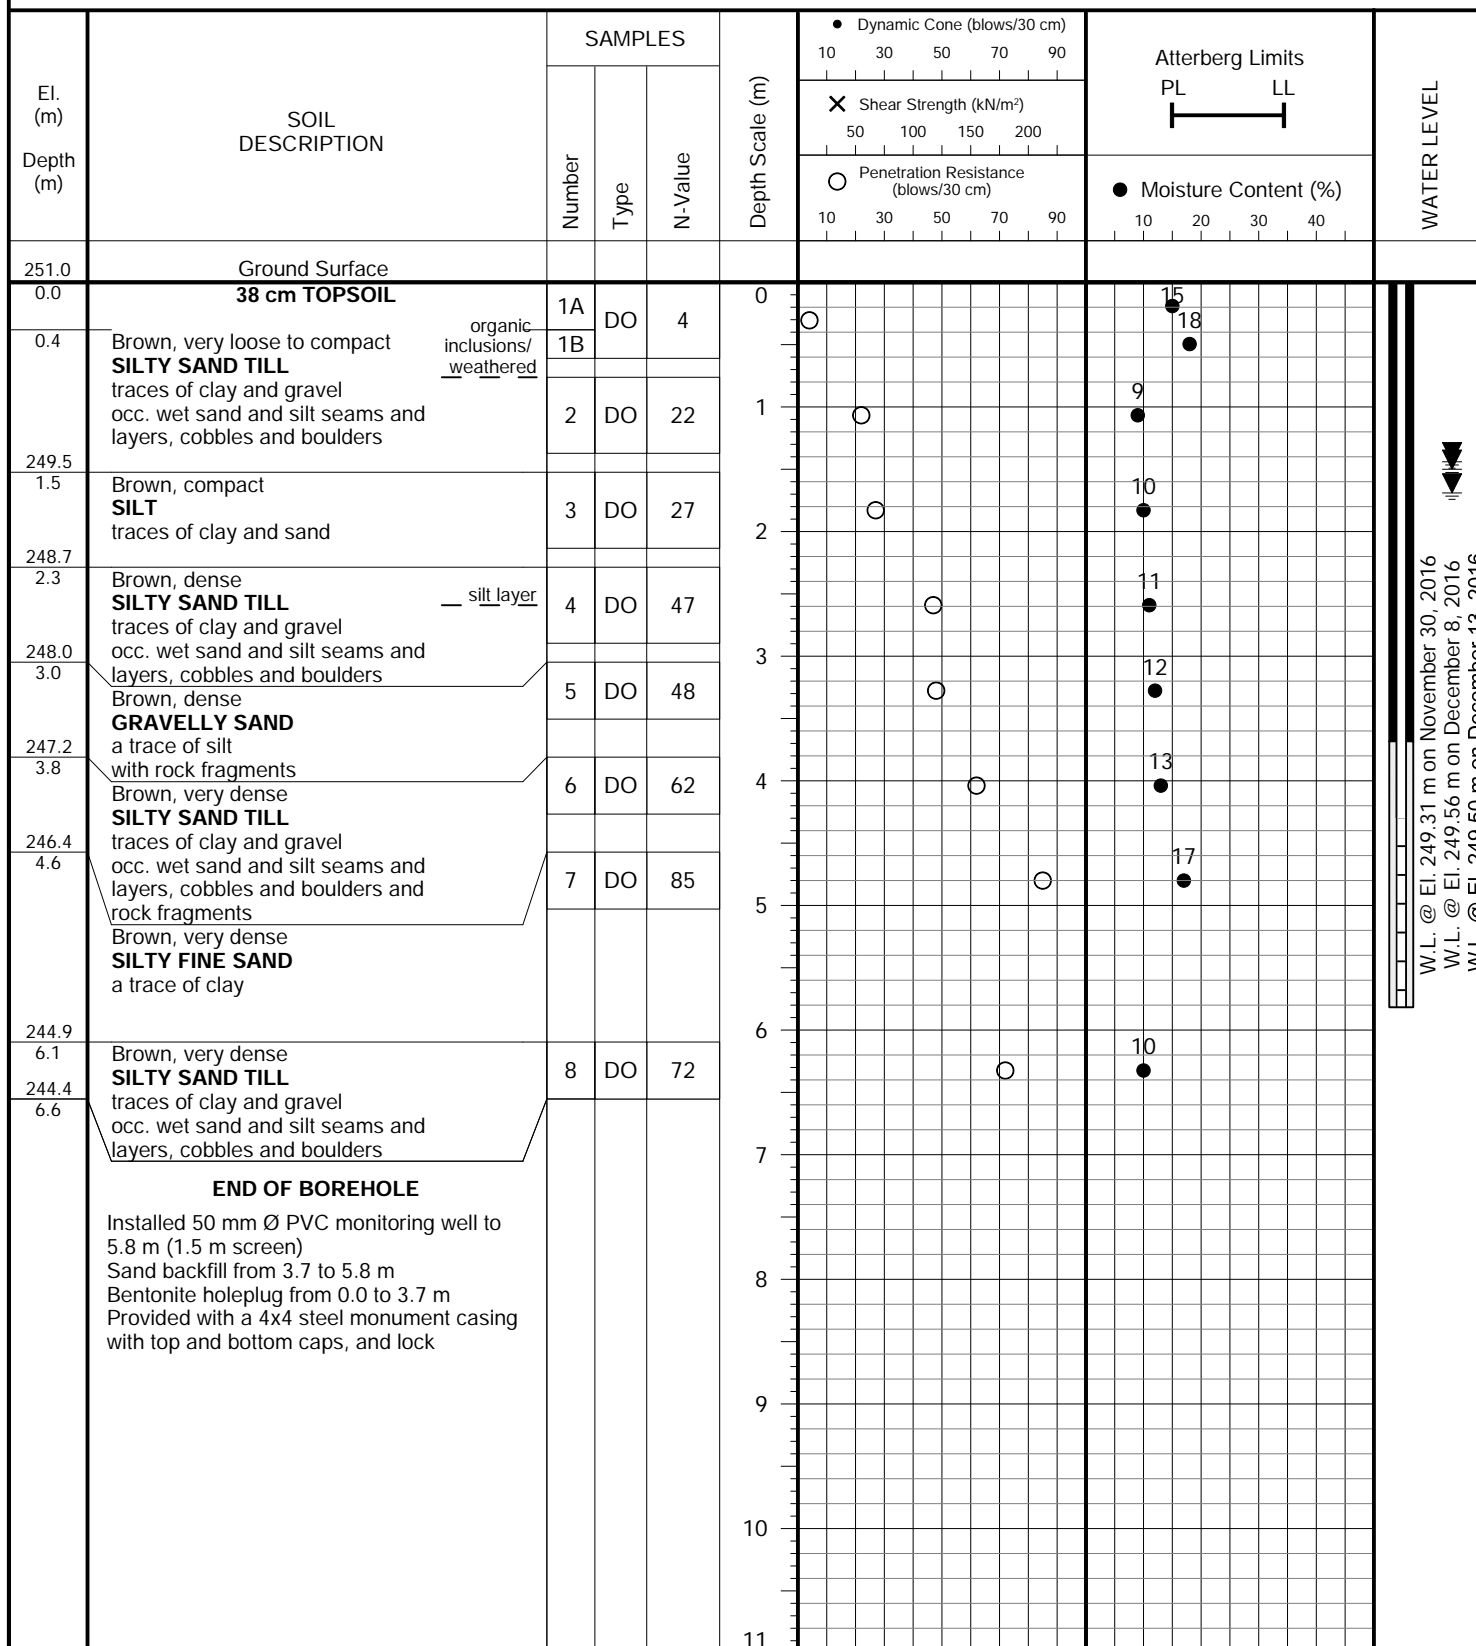 El.
(m)
Depth
(m)
SOIL
DESCRIPTION
SAMPLES
Number
Type
N-Value
Depth Scale (m)
Dynamic Cone (blows/30 cm)
10 30 50 70 90
Shear Strength (kN/m²)
50 100 150 200
Penetration Resistance
(blows/30 cm)
10 30 50 70 90
Atterberg Limits
PL LL
Moisture Content (%)
10 20 30 40
WATER LEVEL
251.0 Ground Surface
0.0 38 cm TOPSOIL
1A DO 4
0
15
0.4 Brown, very loose to compact
organic
inclusions/
weathered
1B
18
SILTY SAND TILL
traces of clay and gravel
occ. wet sand and silt seams and
layers, cobbles and boulders
2 DO 22
1
9
249.5
1.5 Brown, compact
SILT
traces of clay and sand
3 DO 27
10
2
248.7
2.3 Brown, dense
SILTY SAND TILL
silt layer
traces of clay and gravel
occ. wet sand and silt seams and
layers, cobbles and boulders
4 DO 47
11
248.0
3.0
3
Brown, dense
GRAVELLY SAND
a trace of silt
with rock fragments
5 DO 48
12
247.2
3.8
Brown, very dense
SILTY SAND TILL
traces of clay and gravel
occ. wet sand and silt seams and
layers, cobbles and boulders and
rock fragments
6 DO 62
4
13
246.4
4.6
7 DO 85
17
5
Brown, very dense
SILTY FINE SAND
a trace of clay
244.9
6
6.1 Brown, very dense
SILTY SAND TILL
traces of clay and gravel
occ. wet sand and silt seams and
layers, cobbles and boulders
8 DO 72
10
244.4
6.6
7
END OF BOREHOLE
Installed 50 mm Ø PVC monitoring well to
5.8 m (1.5 m screen)
Sand backfill from 3.7 to 5.8 m
Bentonite holeplug from 0.0 to 3.7 m
Provided with a 4x4 steel monument casing
with top and bottom caps, and lock
8
9
10
11
W.L. @ El. 249.31 m on November 30, 2016
W.L. @ El. 249.56 m on December 8, 2016
W.L. @ El. 249.50 m on December 13, 2016